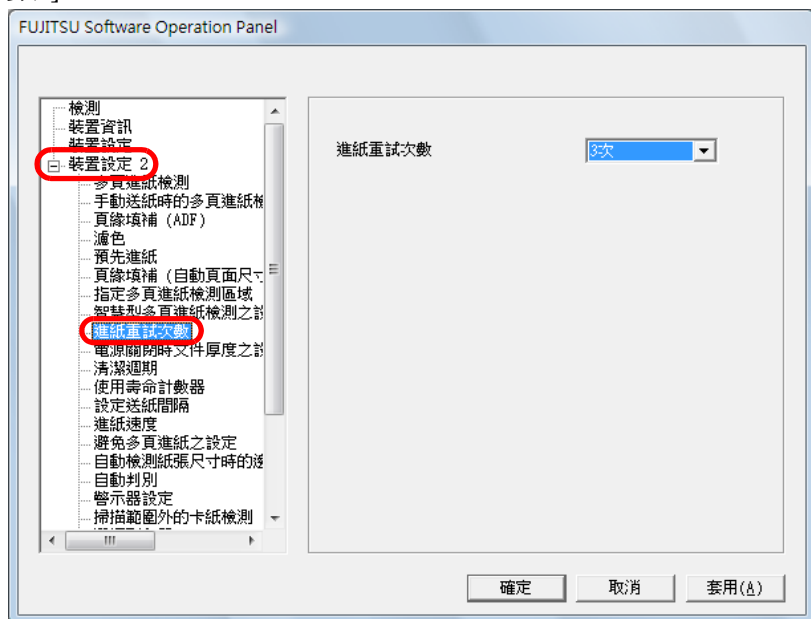 FUJITSU Software Operation Panel
檢測
裝置資訊
裝置設定
裝置設定 2
多頁進紙檢測
手動送紙時的多頁進紙檢
頁緣填補 (ADF)
濾色
預先進紙
頁緣填補 (自動頁面尺寸
指定多頁進紙檢測區域
智慧型多頁進紙檢測之設
進紙重試次數
電源關閉時文件厚度之設
清潔週期
使用壽命計數器
設定送紙間隔
進紙速度
避免多頁進紙之設定
自動檢測紙張尺寸時的邊
自動判別
警示器設定
掃描範圍外的卡紙檢測
進紙重試次數
3次
確定
取消
套用(A)